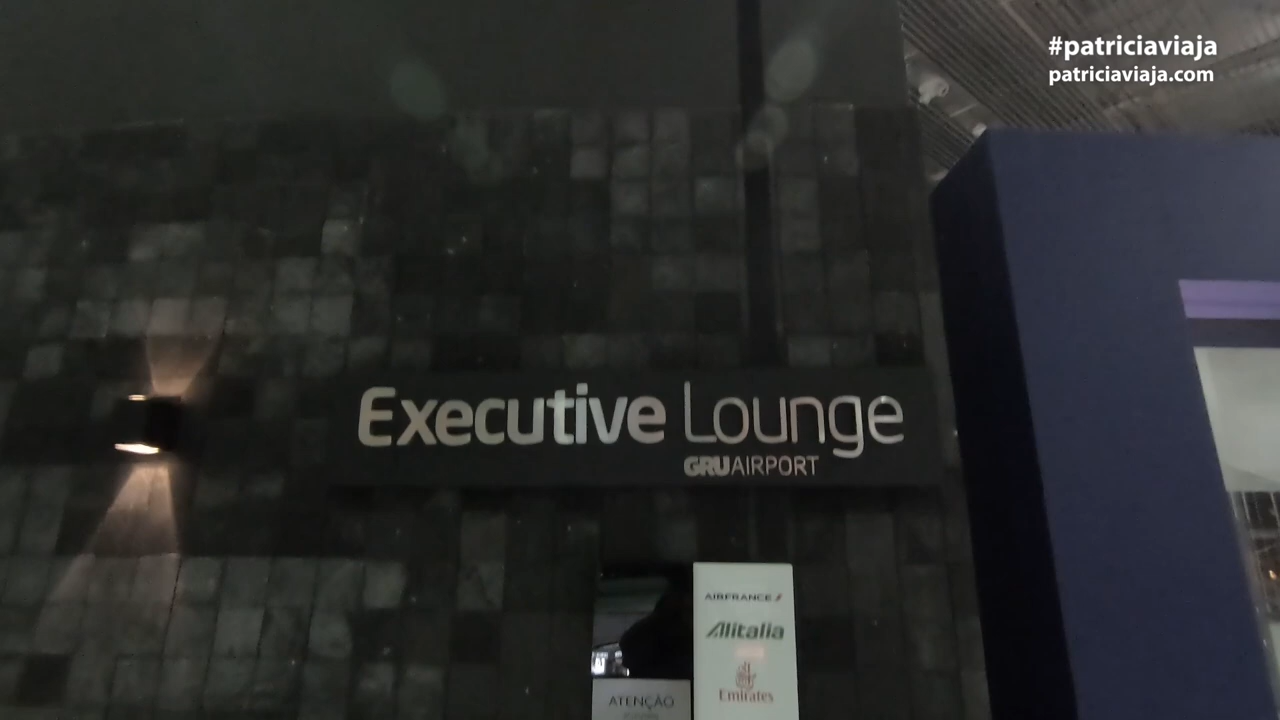 #patriciaviaja
patriciaviaja.com
Executive Lounge
GRUAIRPORT
AIRFRANCE
Alitalia
Emirates
ATENÇÃO